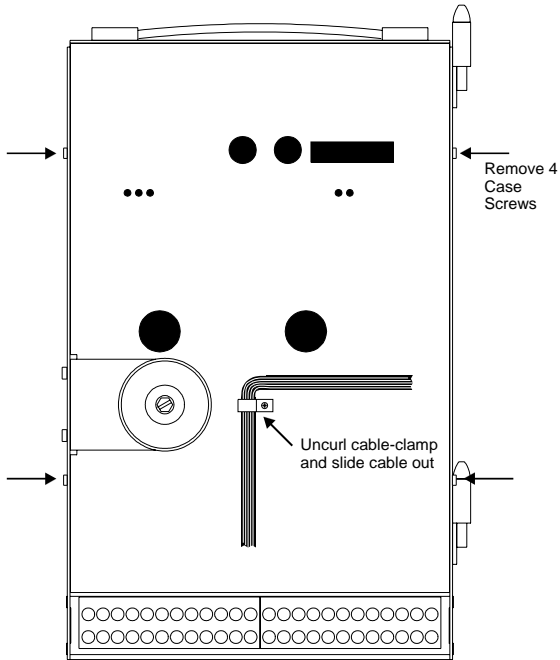 Remove 4
Case
Screws
Uncurl cable-clamp
and slide cable out